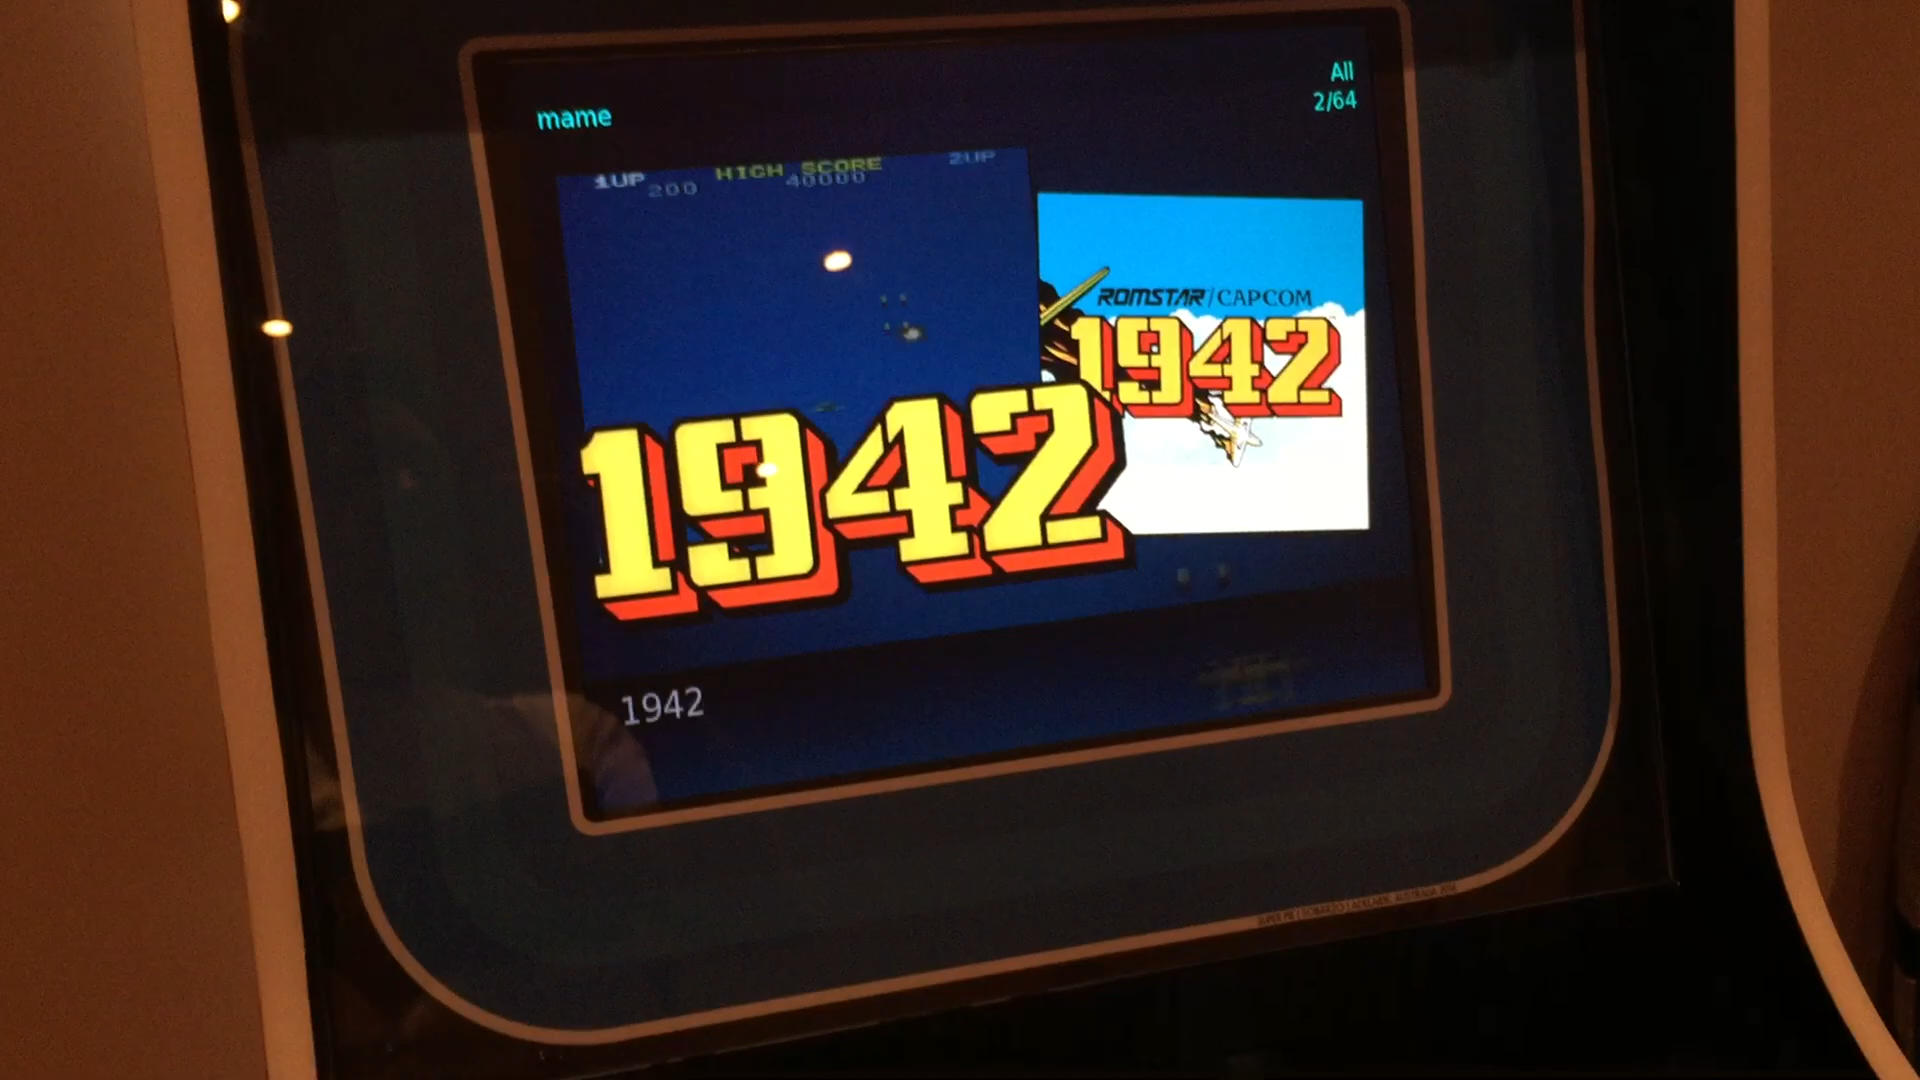 All
2/64
mame
1UP HIGH SCORE 2UP
200 40000
ROMSTAR/CAPCOM
1942
1942
1942